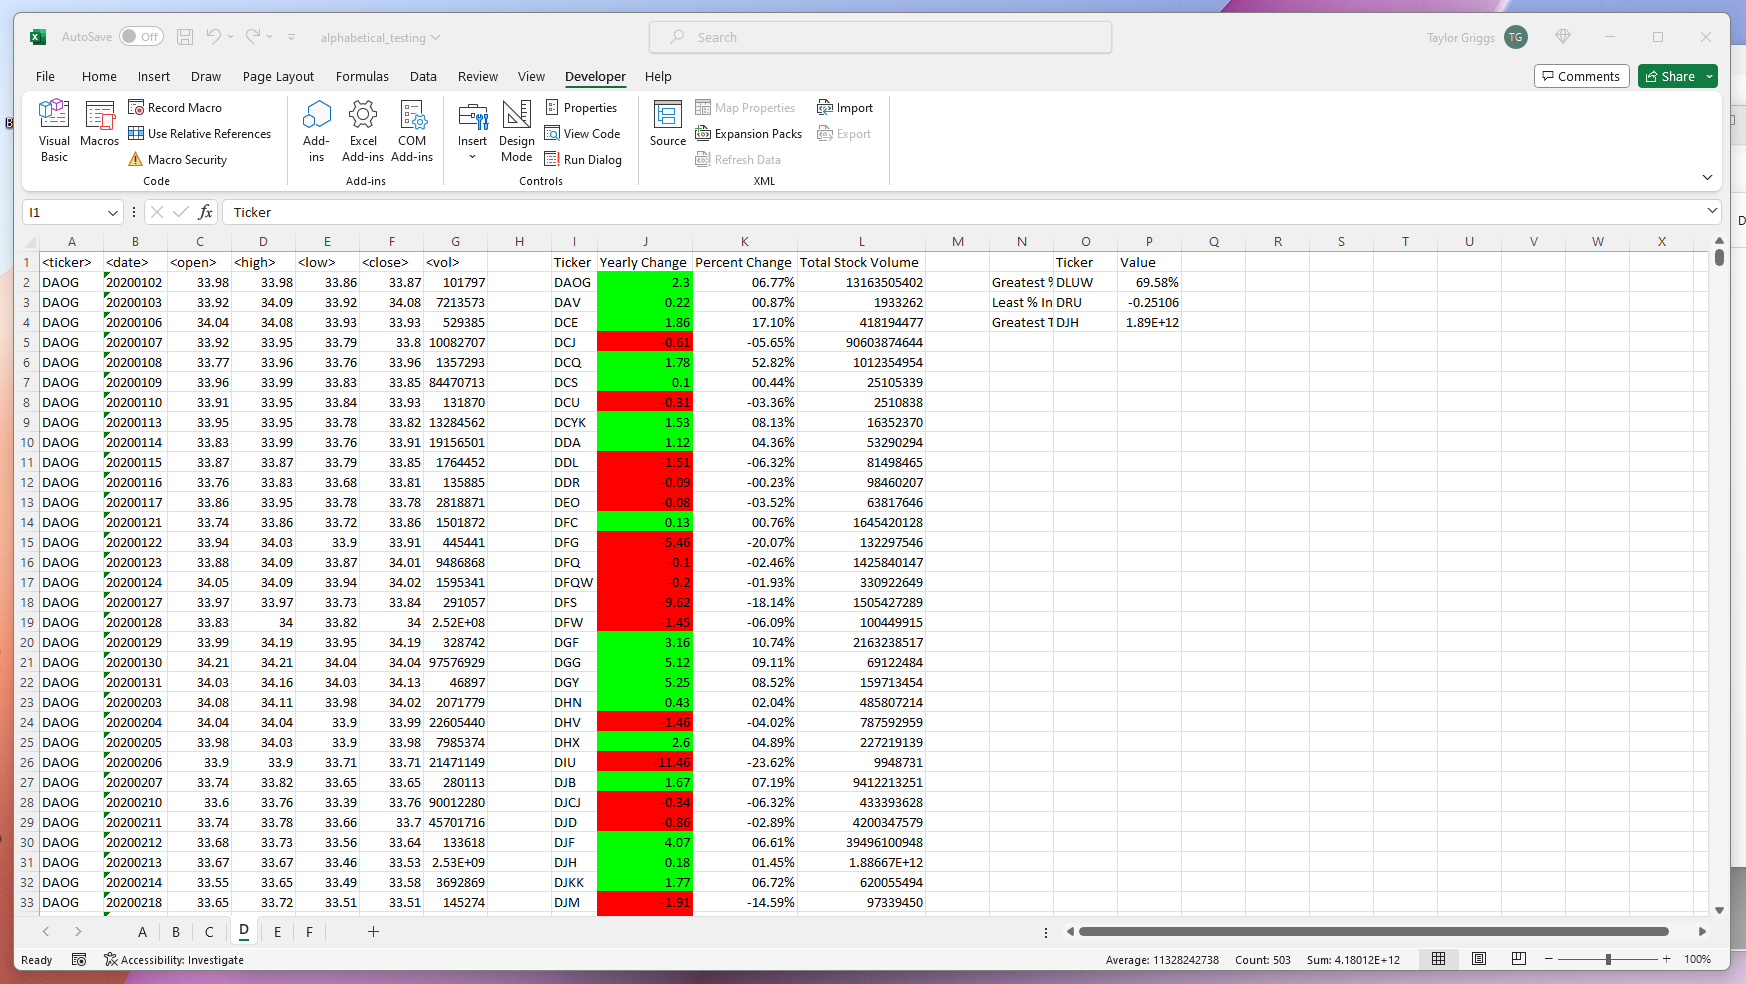 AutoSave Off alphabetical_testing Search Taylor Griggs TG
File Home Insert Draw Page Layout Formulas Data Review View Developer Help Comments Share
Visual Basic Macros Record Macro Use Relative References Macro Security Code
Add-ins Excel Add-ins COM Add-ins Add-ins
Insert Design Mode Properties View Code Run Dialog Controls
Source Map Properties Expansion Packs Refresh Data Import Export XML
I1 fx Ticker
A B C D E F G H I J K L M N O P Q R S T U V W X
1 <ticker> <date> <open> <high> <low> <close> <vol> Ticker Yearly Change Percent Change Total Stock Volume Ticker Value
2 DAOG 20200102 33.98 33.98 33.86 33.87 101797 DAOG 2.3 06.77% 13163505402 Greatest % DLUW 69.58%
3 DAOG 20200103 33.92 34.09 33.92 34.08 7213573 DAV 0.22 00.87% 1933262 Least % In DRU -0.25106
4 DAOG 20200106 34.04 34.08 33.93 33.93 529385 DCE 1.86 17.10% 418194477 Greatest T DJH 1.89E+12
5 DAOG 20200107 33.92 33.95 33.79 33.8 10082707 DCJ -0.61 -05.65% 90603874644
6 DAOG 20200108 33.77 33.96 33.76 33.96 1357293 DCQ 1.78 52.82% 1012354954
7 DAOG 20200109 33.96 33.99 33.83 33.85 84470713 DCS 0.1 00.44% 25105339
8 DAOG 20200110 33.91 33.95 33.84 33.93 131870 DCU -0.31 -03.36% 2510838
9 DAOG 20200113 33.95 33.95 33.78 33.82 13284562 DCYK 1.53 08.13% 16352370
10 DAOG 20200114 33.83 33.99 33.76 33.91 19156501 DDA 1.12 04.36% 53290294
11 DAOG 20200115 33.87 33.87 33.79 33.85 1764452 DDL -1.51 -06.32% 81498465
12 DAOG 20200116 33.76 33.83 33.68 33.81 135885 DDR -0.09 -00.23% 98460207
13 DAOG 20200117 33.86 33.95 33.78 33.78 2818871 DEO -0.08 -03.52% 63817646
14 DAOG 20200121 33.74 33.86 33.72 33.86 1501872 DFC 0.13 00.76% 1645420128
15 DAOG 20200122 33.94 34.03 33.9 33.91 445441 DFG -5.46 -20.07% 132297546
16 DAOG 20200123 33.88 34.09 33.87 34.01 9486868 DFQ -0.1 -02.46% 1425840147
17 DAOG 20200124 34.05 34.09 33.94 34.02 1595341 DFQW -0.2 -01.93% 330922649
18 DAOG 20200127 33.97 33.97 33.73 33.84 291057 DFS -9.62 -18.14% 1505427289
19 DAOG 20200128 33.83 34 33.82 34 2.52E+08 DFW -1.45 -06.09% 100449915
20 DAOG 20200129 33.99 34.19 33.95 34.19 328742 DGF 3.16 10.74% 2163238517
21 DAOG 20200130 34.21 34.21 34.04 34.04 97576929 DGG 5.12 09.11% 69122484
22 DAOG 20200131 34.03 34.16 34.03 34.13 46897 DGY 5.25 08.52% 159713454
23 DAOG 20200203 34.08 34.11 33.98 34.02 2071779 DHN 0.43 02.04% 485807214
24 DAOG 20200204 34.04 34.04 33.9 33.99 22605440 DHV -1.46 -04.02% 787592959
25 DAOG 20200205 33.98 34.03 33.9 33.98 7985374 DHX 2.6 04.89% 227219139
26 DAOG 20200206 33.9 33.9 33.71 33.71 21471149 DIU -11.46 -23.62% 9948731
27 DAOG 20200207 33.74 33.82 33.65 33.65 280113 DJB 1.67 07.19% 9412213251
28 DAOG 20200210 33.6 33.76 33.39 33.76 90012280 DJCJ -0.34 -06.32% 433393628
29 DAOG 20200211 33.74 33.78 33.66 33.7 45701716 DJD -0.86 -02.89% 4200347579
30 DAOG 20200212 33.68 33.73 33.56 33.64 133618 DJF 4.07 06.61% 39496100948
31 DAOG 20200213 33.67 33.67 33.46 33.53 2.53E+09 DJH 0.18 01.45% 1.88667E+12
32 DAOG 20200214 33.55 33.65 33.49 33.58 3692869 DJKK 1.77 06.72% 620055494
33 DAOG 20200218 33.65 33.72 33.51 33.51 145274 DJM -1.91 -14.59% 97339450
A B C D E F
Ready Accessibility: Investigate Average: 11328242738 Count: 503 Sum: 4.18012E+12 100%